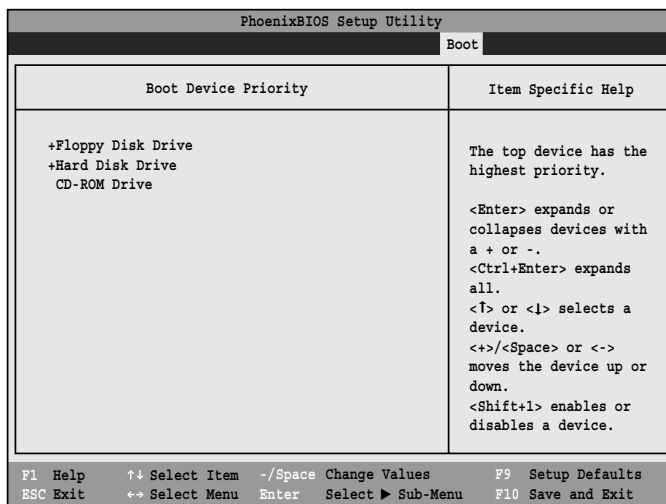 PhoenixBIOS Setup Utility
Boot
Boot Device Priority
Item Specific Help
+Floppy Disk Drive
+Hard Disk Drive
CD-ROM Drive
The top device has the
highest priority.
<Enter> expands or
collapses devices with
a + or -.
<Ctrl+Enter> expands
all.
<↑> or <↓> selects a
device.
<+>/<Space> or <->
moves the device up or
down.
<Shift+1> enables or
disables a device.
F1 Help ↑↓ Select Item -/Space Change Values F9 Setup Defaults
ESC Exit ←→ Select Menu Enter Select ▶ Sub-Menu F10 Save and Exit